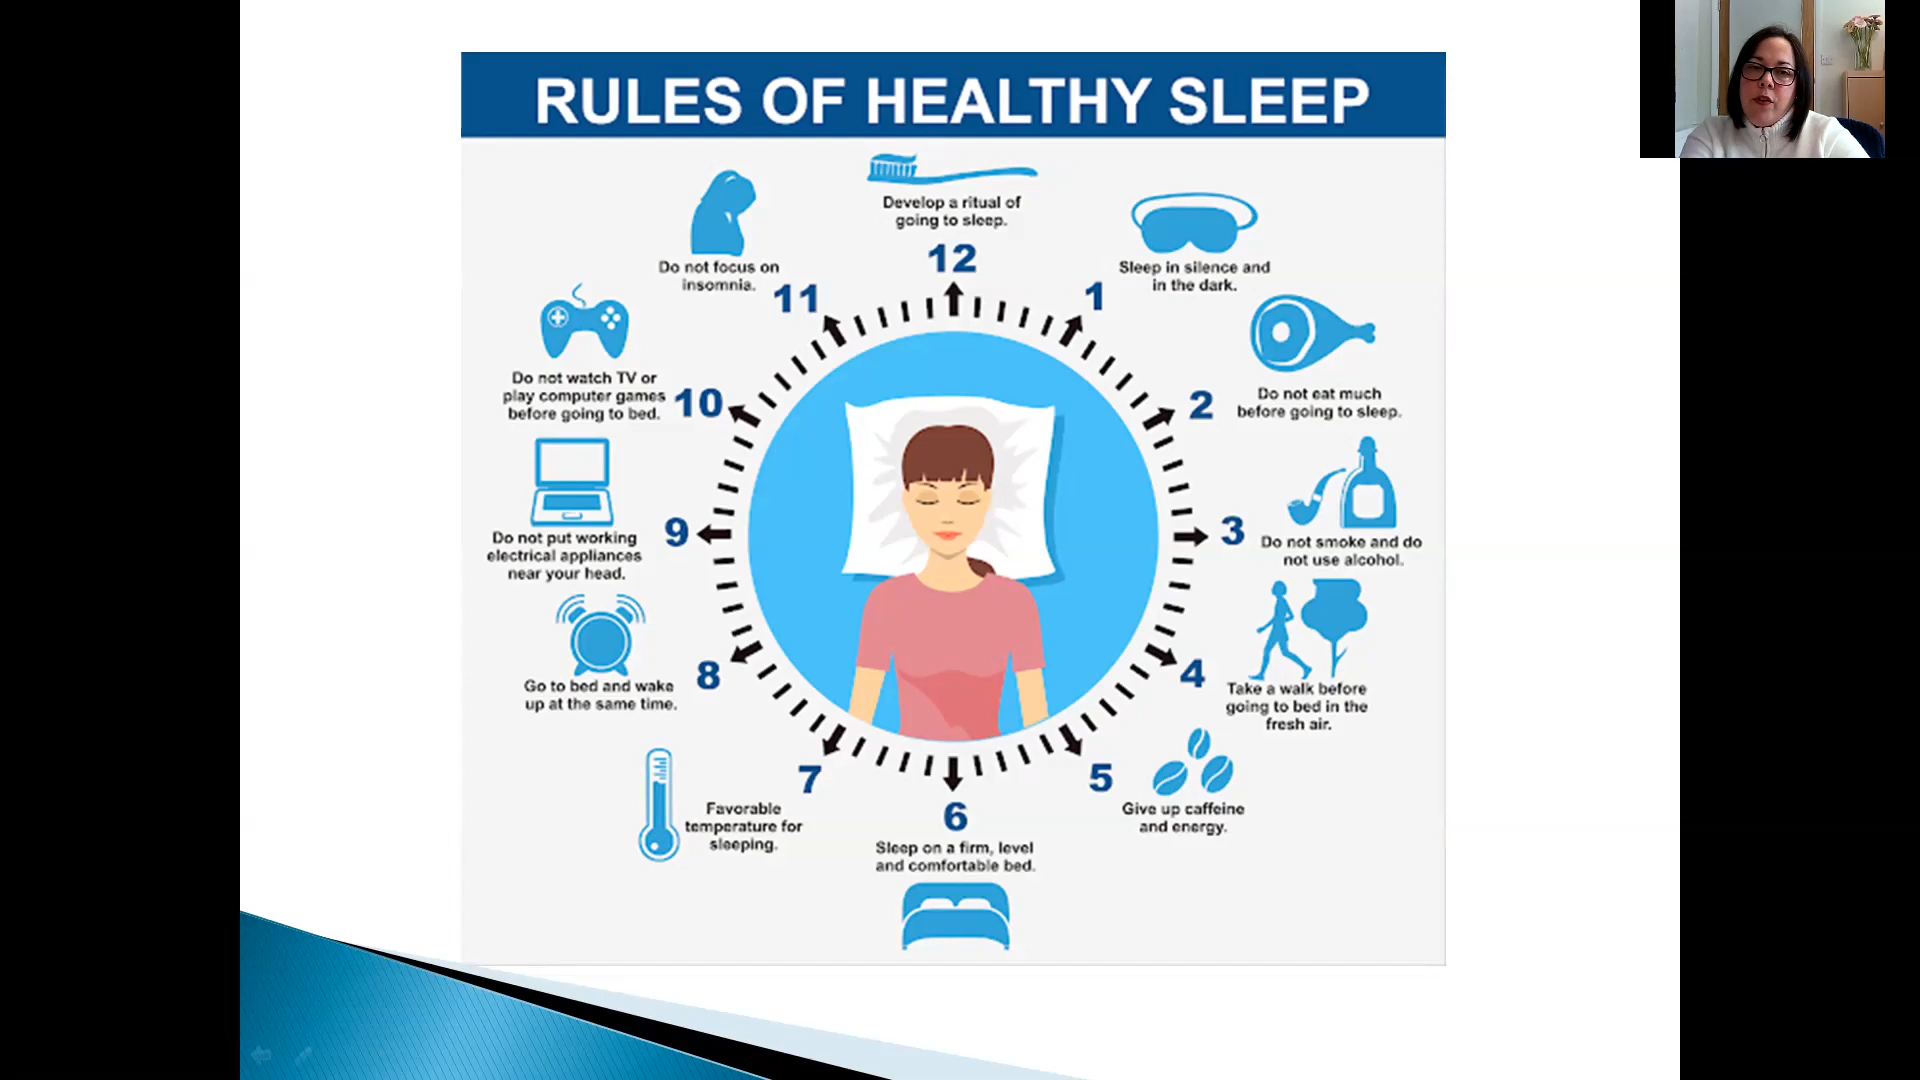 RULES OF HEALTHY SLEEP
Develop a ritual of
going to sleep.
12
Sleep in silence and
in the dark.
1
Do not eat much
before going to sleep.
2
Do not smoke and do
not use alcohol.
3
Take a walk before
going to bed in the
fresh air.
4
Give up caffeine
and energy.
5
6
Sleep on a firm, level
and comfortable bed.
7
Favorable
temperature for
sleeping.
8
Go to bed and wake
up at the same time.
9
Do not put working
electrical appliances
near your head.
10
Do not watch TV or
play computer games
before going to bed.
11
Do not focus on
insomnia.